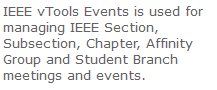 IEEE vTools Events is used for
managing IEEE Section,
Subsection, Chapter, Affinity
Group and Student Branch
meetings and events.